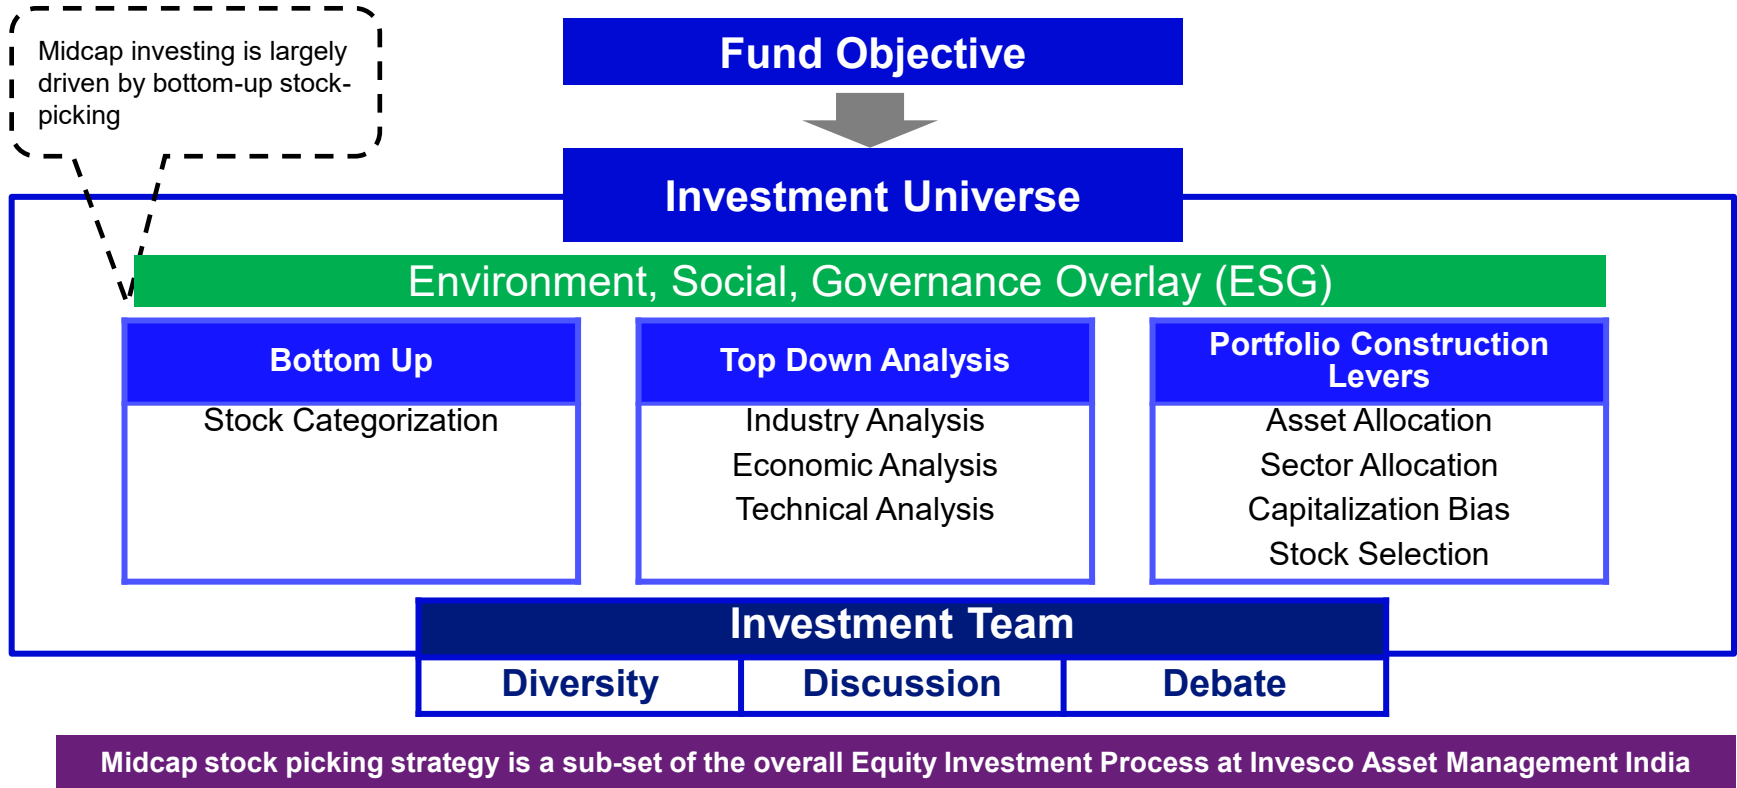 Midcap investing is largely
driven by bottom-up stock-
picking
Fund Objective
Investment Universe
Environment, Social, Governance Overlay (ESG)
Bottom Up
Stock Categorization
Top Down Analysis
Industry Analysis
Economic Analysis
Technical Analysis
Portfolio Construction
Levers
Asset Allocation
Sector Allocation
Capitalization Bias
Stock Selection
Investment Team
Diversity
Discussion
Debate
Midcap stock picking strategy is a sub-set of the overall Equity Investment Process at Invesco Asset Management India